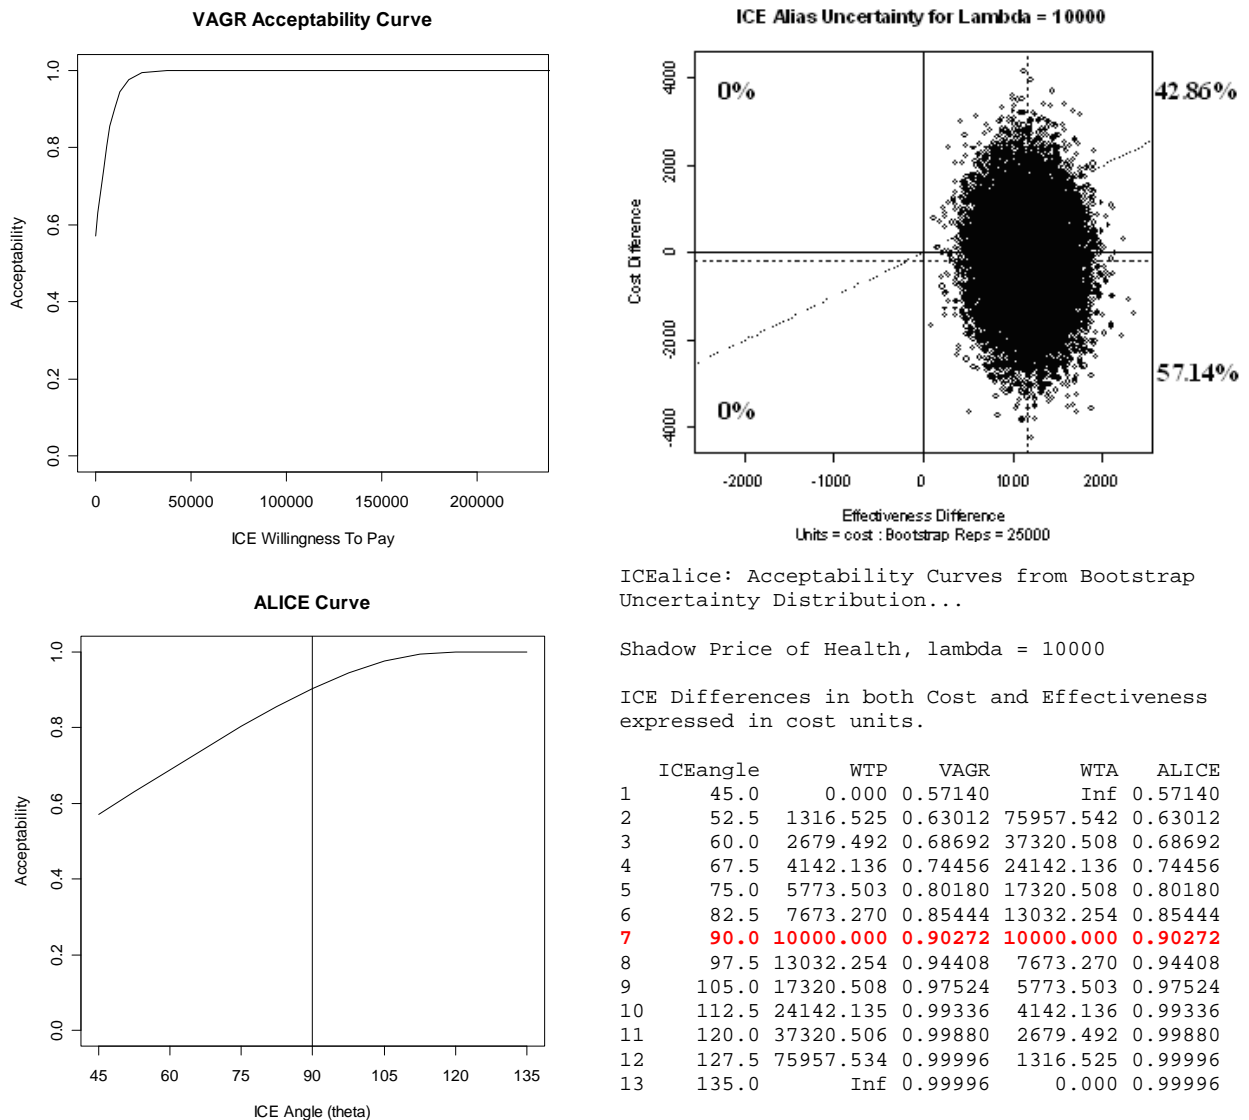 VAGR Acceptability Curve
Acceptability
0.0 0.2 0.4 0.6 0.8 1.0
0 50000 100000 150000 200000
ICE Willingness To Pay
ICE Alias Uncertainty for Lambda = 10000
0% 42.86%
0% 57.14%
Cost Difference
-4000 -2000 0 2000 4000
-2000 -1000 0 1000 2000
Effectiveness Difference
Units = cost : Bootstrap Reps = 25000
ALICE Curve
Acceptability
0.0 0.2 0.4 0.6 0.8 1.0
45 60 75 90 105 120 135
ICE Angle (theta)
ICEalice: Acceptability Curves from Bootstrap
Uncertainty Distribution...
Shadow Price of Health, lambda = 10000
ICE Differences in both Cost and Effectiveness
expressed in cost units.
ICEangle WTP VAGR WTA ALICE
1 45.0 0.000 0.57140 Inf 0.57140
2 52.5 1316.525 0.63012 75957.542 0.63012
3 60.0 2679.492 0.68692 37320.508 0.68692
4 67.5 4142.136 0.74456 24142.136 0.74456
5 75.0 5773.503 0.80180 17320.508 0.80180
6 82.5 7673.270 0.85444 13032.254 0.85444
7 90.0 10000.000 0.90272 10000.000 0.90272
8 97.5 13032.254 0.94408 7673.270 0.94408
9 105.0 17320.508 0.97524 5773.503 0.97524
10 112.5 24142.135 0.99336 4142.136 0.99336
11 120.0 37320.506 0.99880 2679.492 0.99880
12 127.5 75957.534 0.99996 1316.525 0.99996
13 135.0 Inf 0.99996 0.000 0.99996